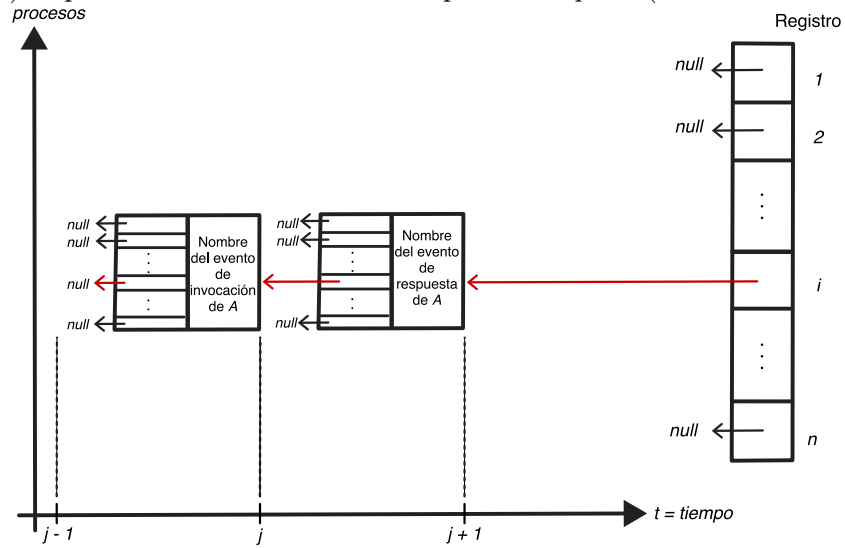 procesos
Registro
null
1
null
2
null
null
Nombre
del evento
de
invocación
de A
null
null
null
null
Nombre
del evento
de
respuesta
de A
null
i
null
n
t = tiempo
j - 1
j
j + 1